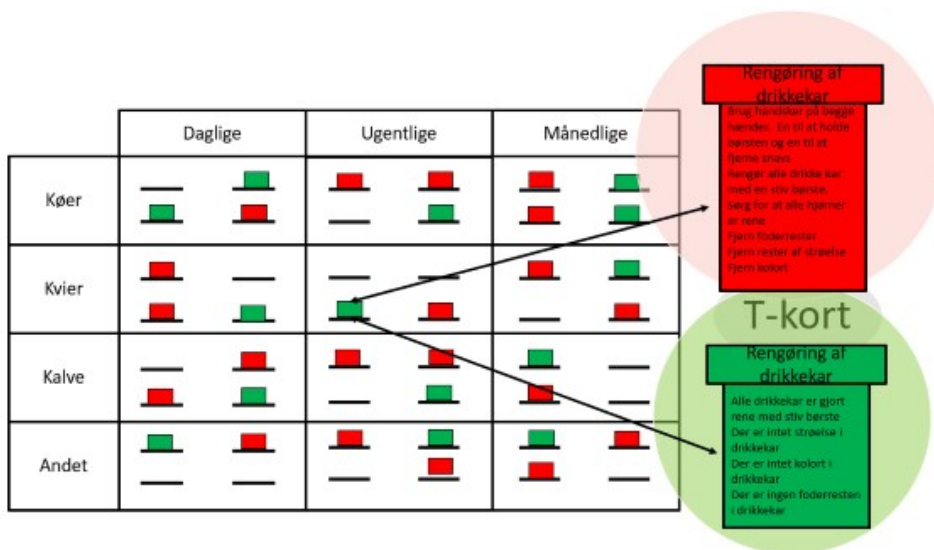 Daglige
Ugentlige
Månedlige
Køer
Kvier
Kalve
Andet
Rengøring af
drikkekar
Brug handsker på begge
hænder. En til at holde
børsten og en til at
fjerne snavs
Rengør alle drikke kar
med en stiv børste.
Sørg for at alle hjørner
er rene
Fjern foderrester
Fjern rester af strøelse
Fjern kolort
T-kort
Rengøring af
drikkekar
Alle drikkekar er gjort
rene med stiv børste
Der er intet strøelse i
drikkekar
Der er intet kolort i
drikkekar
Der er ingen foderresten
i drikkekar